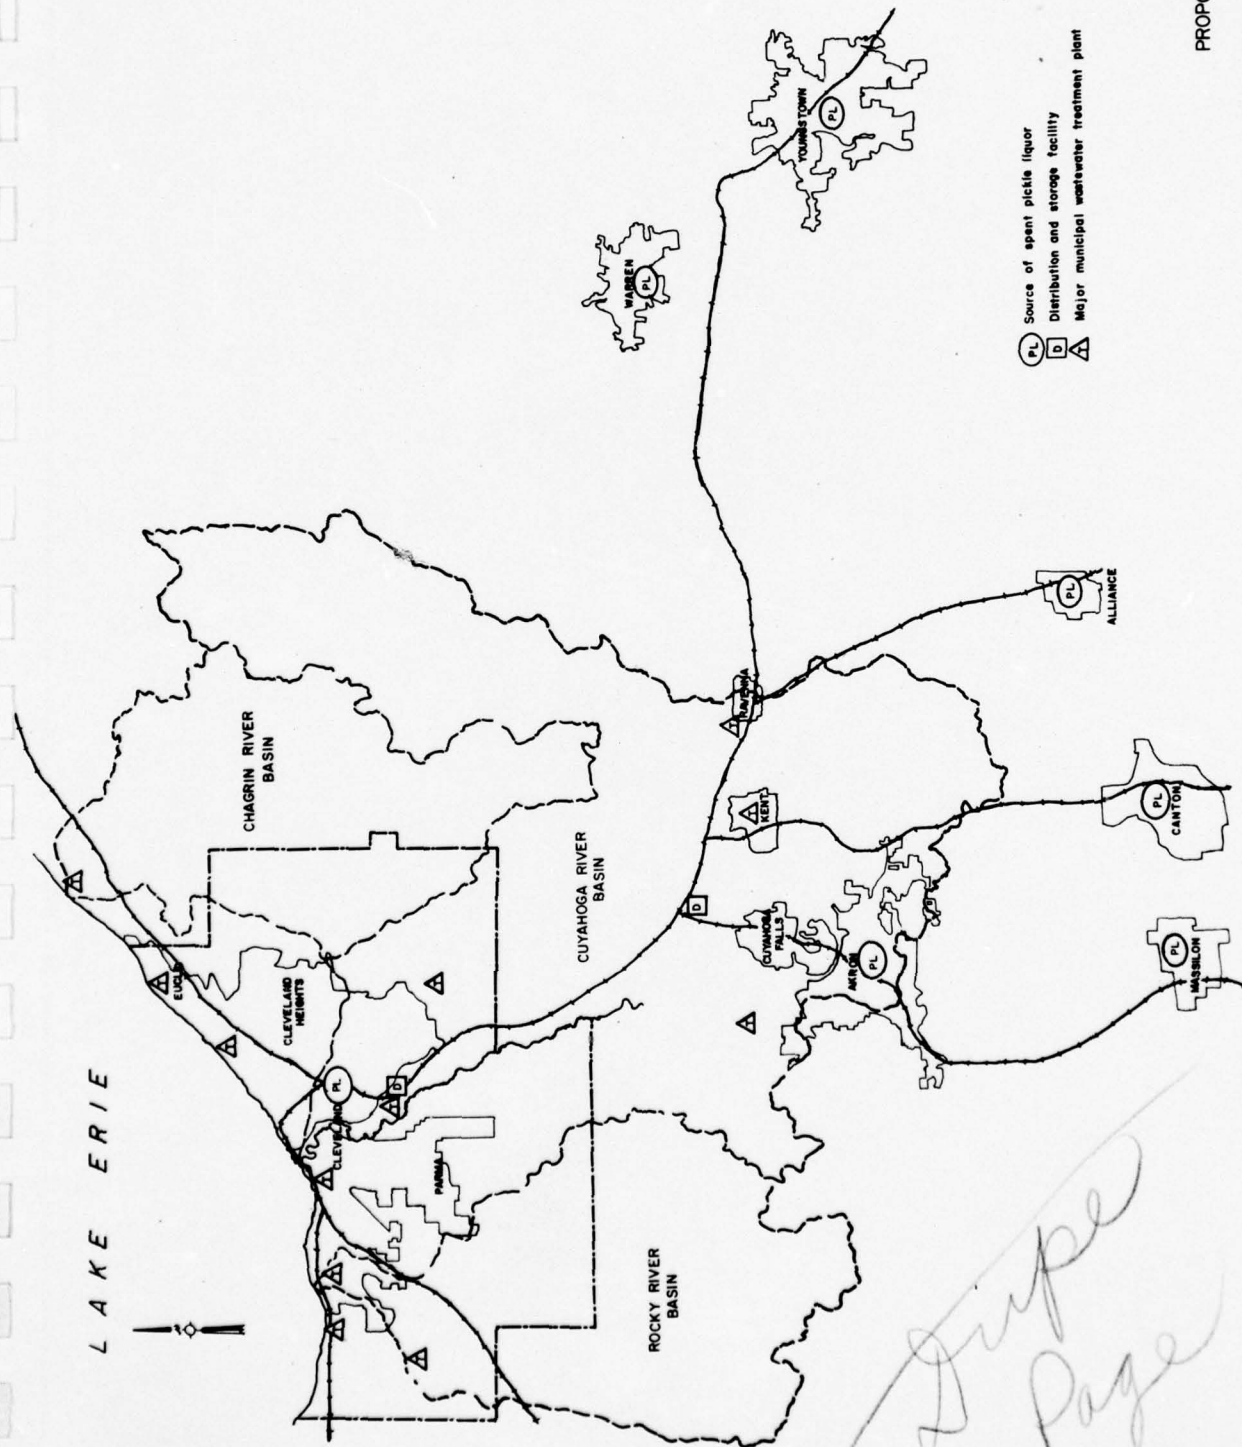 LAKE ERIE
EUCLID
CHAGRIN RIVER
BASIN
CLEVELAND
HEIGHTS
PL
CLEVELAND
D
PARMA
CUYAHOGA RIVER
BASIN
ROCKY RIVER
BASIN
WARREN
PL
YOUNGSTOWN
PL
RAVENNA
KENT
D
CUYAHOGA
FALLS
AKRON
PL
ALLIANCE
PL
CANTON
PL
MASSILON
PL
PL Source of spent pickle liquor
D Distribution and storage facility
T Major municipal wastewater treatment plant
Dupe
Page